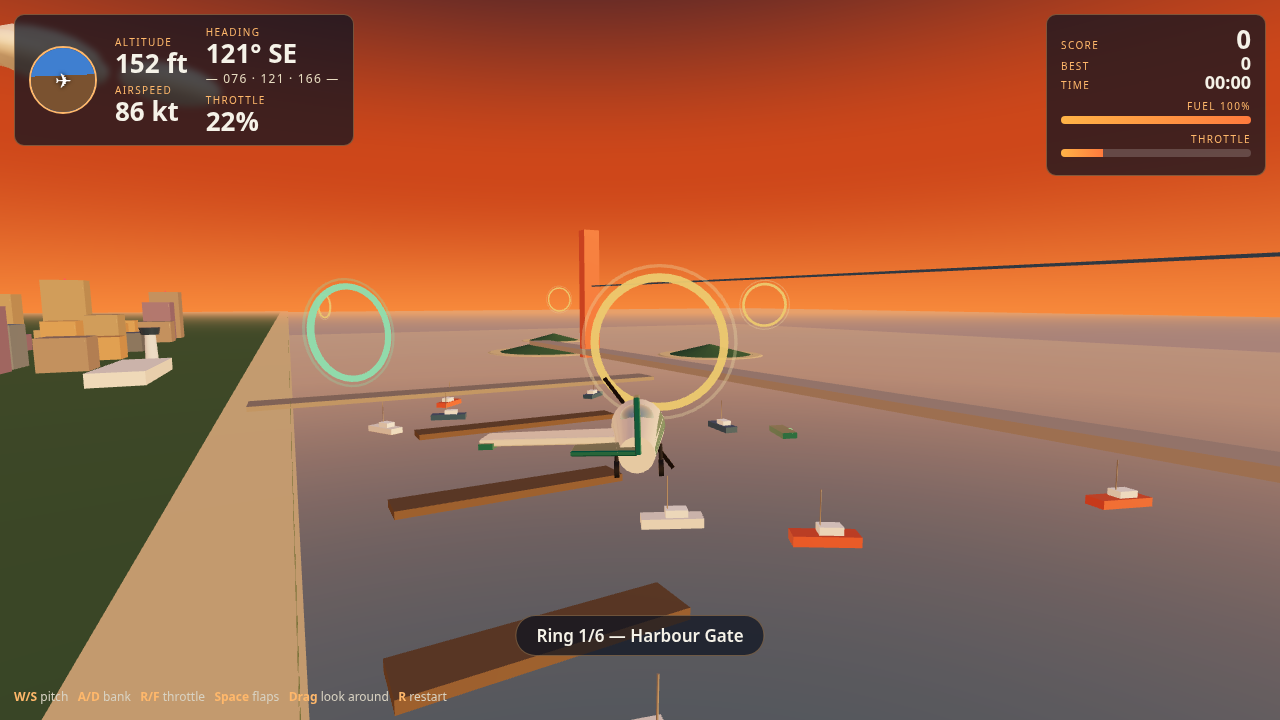 ALTITUDE
152 ft
AIRSPEED
86 kt
HEADING
121° SE
— 076 · 121 · 166 —
THROTTLE
22%
SCORE 0
BEST 0
TIME 00:00
FUEL 100%
THROTTLE
Ring 1/6 — Harbour Gate
W/S pitch A/D bank R/F throttle Space flaps Drag look around R restart